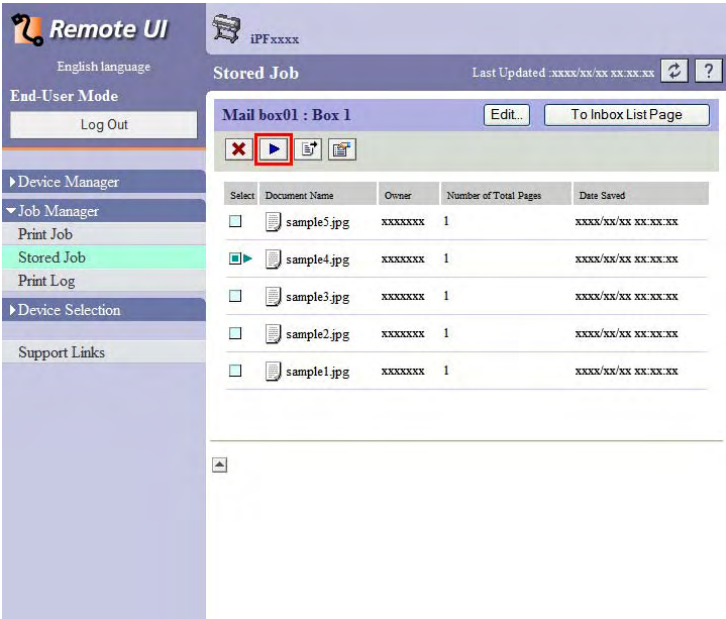 Remote UI
English language
End-User Mode
Log Out
Device Manager
Job Manager
Print Job
Stored Job
Print Log
Device Selection
Support Links
iPFxxxx
Stored Job
Last Updated :xxxx/xx/xx xx:xx:xx
?
Mail box01 : Box 1
Edit...
To Inbox List Page
Select Document Name Owner Number of Total Pages Date Saved
sample5.jpg xxxxxxx 1 xxxx/xx/xx xx:xx:xx
sample4.jpg xxxxxxx 1 xxxx/xx/xx xx:xx:xx
sample3.jpg xxxxxxx 1 xxxx/xx/xx xx:xx:xx
sample2.jpg xxxxxxx 1 xxxx/xx/xx xx:xx:xx
sample1.jpg xxxxxxx 1 xxxx/xx/xx xx:xx:xx